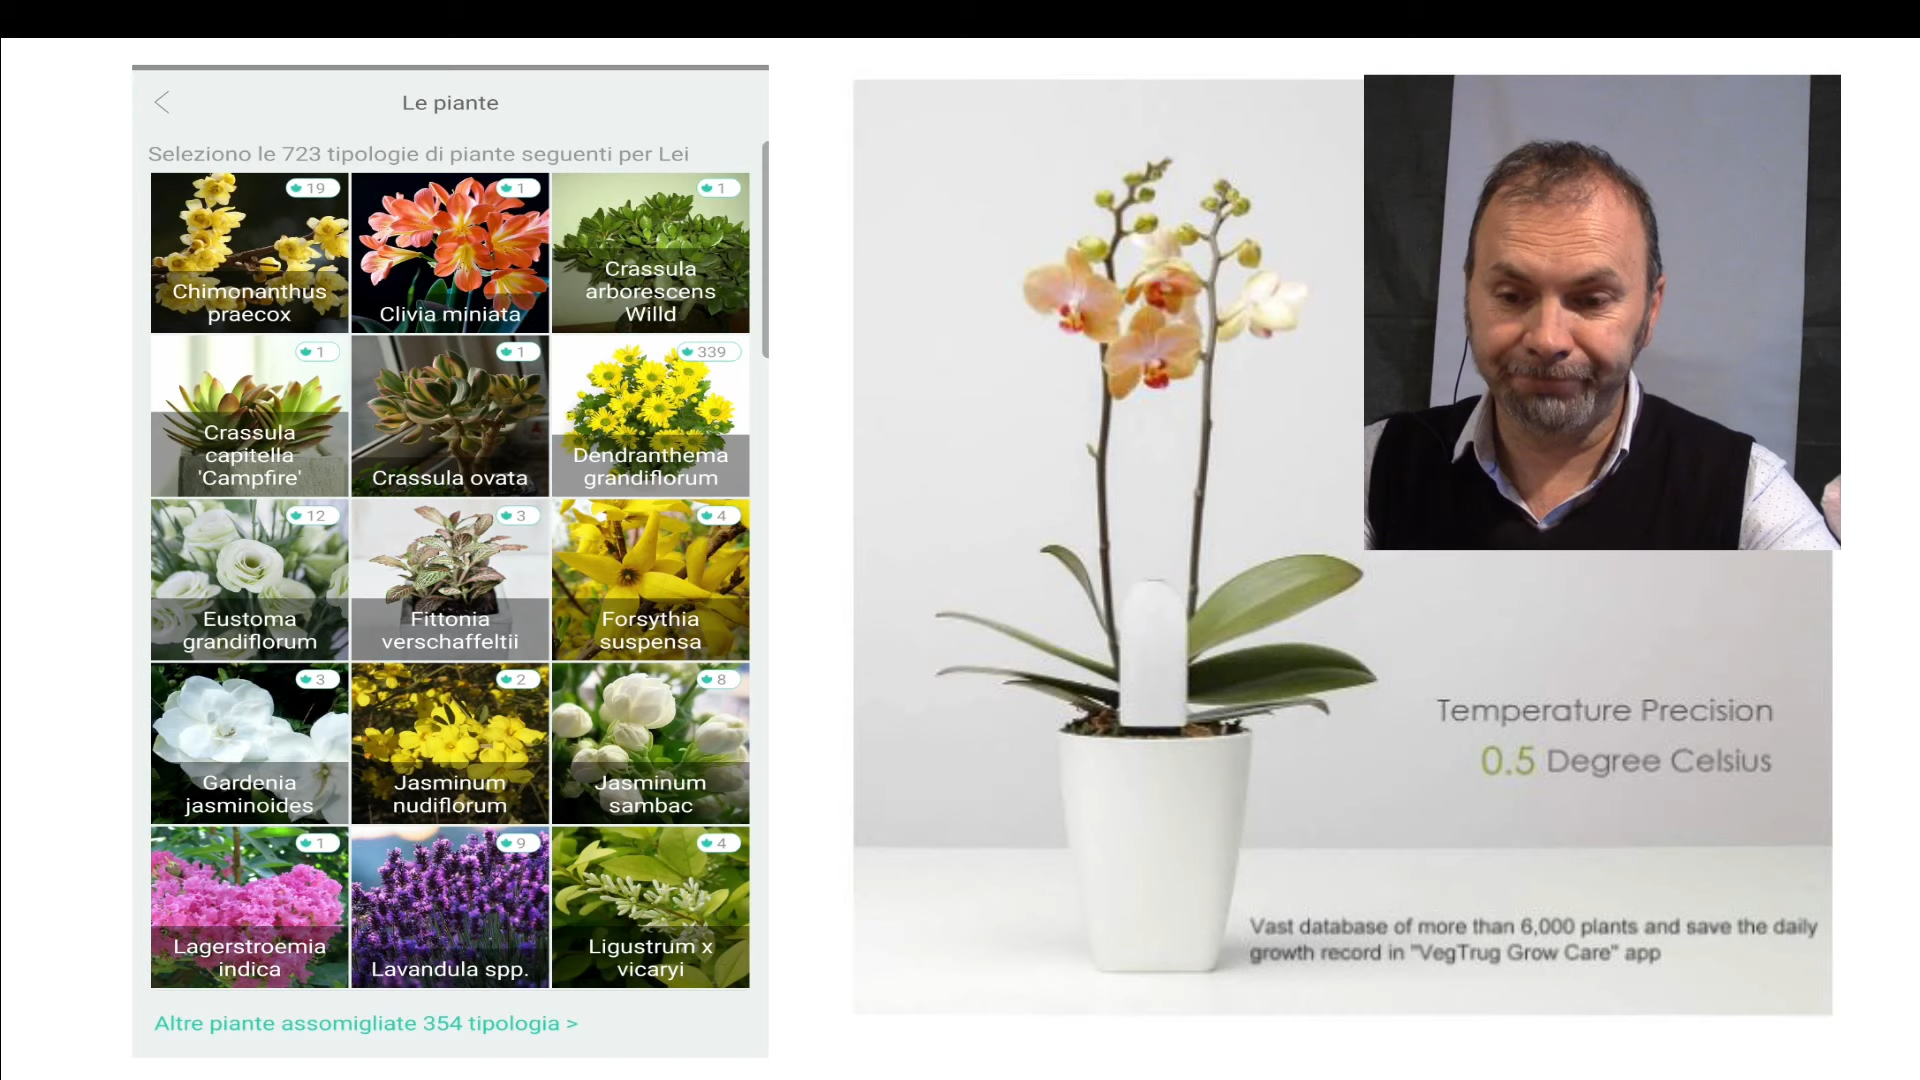 Le piante
Seleziono le 723 tipologie di piante seguenti per Lei
19
1
1
Chimonanthus
praecox
Clivia miniata
Crassula
arborescens
Willd
1
1
339
Crassula
capitella
'Campfire'
Crassula ovata
Dendranthema
grandiflorum
12
3
4
Eustoma
grandiflorum
Fittonia
verschaffeltii
Forsythia
suspensa
3
2
8
Gardenia
jasminoides
Jasminum
nudiflorum
Jasminum
sambac
1
9
4
Lagerstroemia
indica
Lavandula spp.
Ligustrum x
vicaryi
Altre piante assomigliate 354 tipologia >
Temperature Precision
0.5 Degree Celsius
Vast database of more than 6,000 plants and save the daily
growth record in "VegTrug Grow Care" app